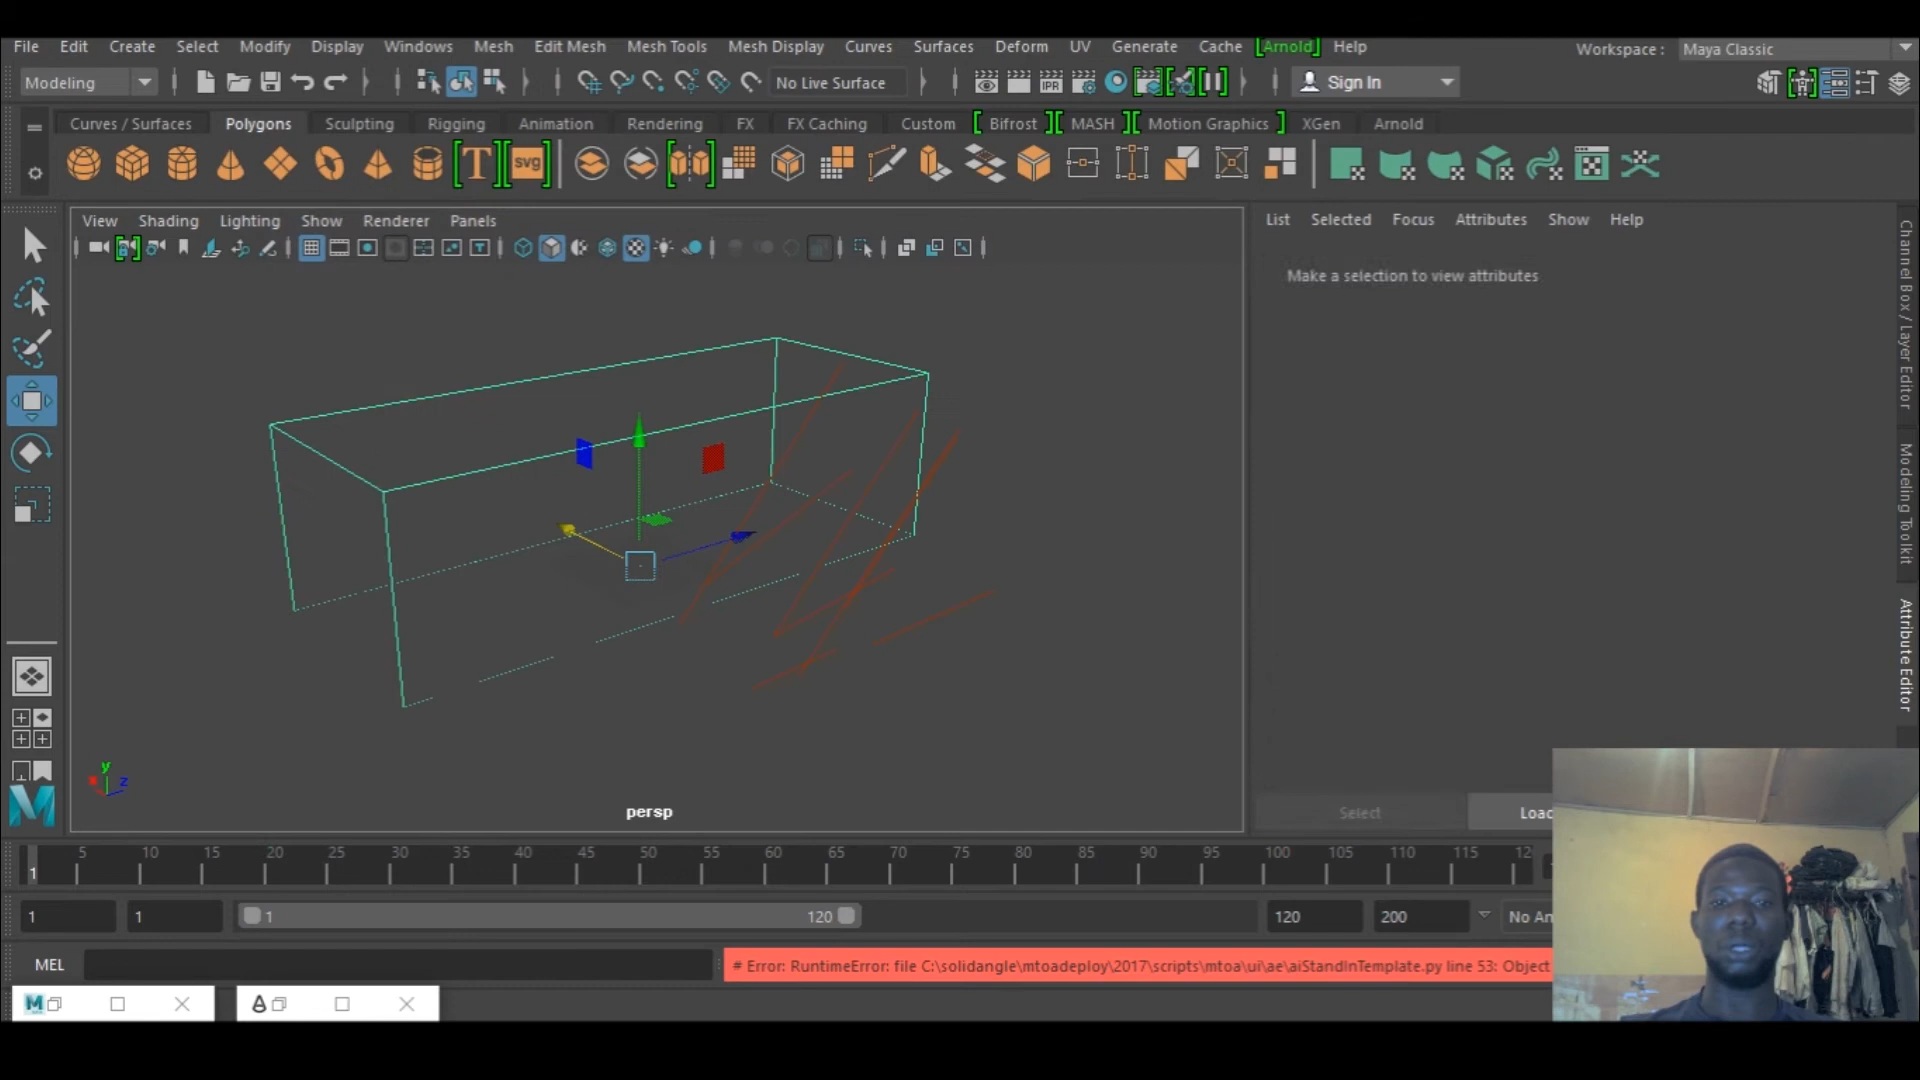 File Edit Create Select Modify Display Windows Mesh Edit Mesh Mesh Tools Mesh Display Curves Surfaces Deform UV Generate Cache [Arnold] Help Workspace : Maya Classic
Modeling No Live Surface IPR Sign In
Curves / Surfaces Polygons Sculpting Rigging Animation Rendering FX FX Caching Custom [ Bifrost ][ MASH ][ Motion Graphics ] XGen Arnold
T svg
View Shading Lighting Show Renderer Panels
List Selected Focus Attributes Show Help
Make a selection to view attributes
Channel Box / Layer Editor
Modeling Toolkit
Attribute Editor
y
z
persp
Select Load
M
5 10 15 20 25 30 35 40 45 50 55 60 65 70 75 80 85 90 95 100 105 110 115 12
1
1 1 1 120 120 200 No An
MEL # Error: RuntimeError: file C:\solidangle\mtoadeploy\2017\scripts\mtoa\ui\ae\aiStandInTemplate.py line 53: Object
M